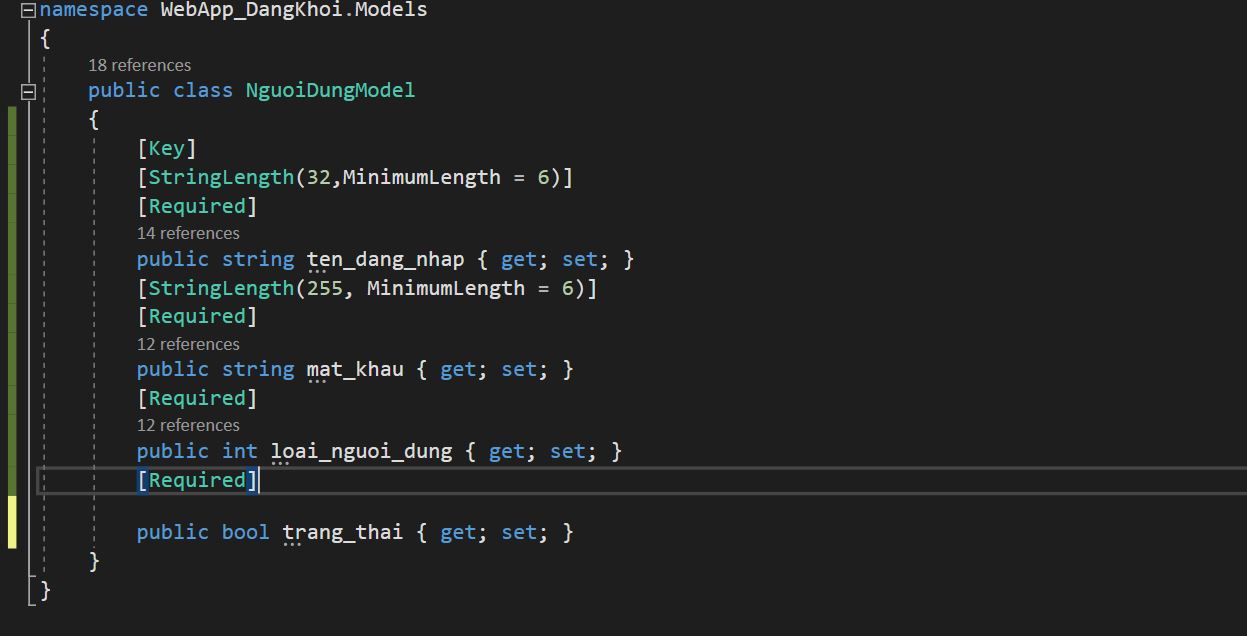 namespace WebApp_DangKhoi.Models
{
18 references
public class NguoiDungModel
{
[Key]
[StringLength(32,MinimumLength = 6)]
[Required]
14 references
public string ten_dang_nhap { get; set; }
[StringLength(255, MinimumLength = 6)]
[Required]
12 references
public string mat_khau { get; set; }
[Required]
12 references
public int loai_nguoi_dung { get; set; }
[Required]
public bool trang_thai { get; set; }
}
}